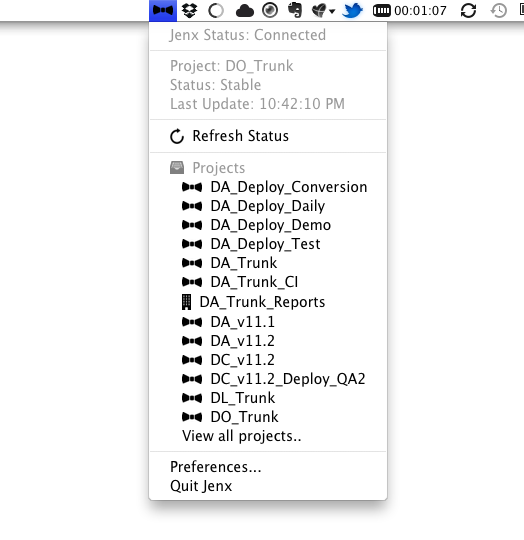 00:01:07
Jenx Status: Connected
Project: DO_Trunk
Status: Stable
Last Update: 10:42:10 PM
Refresh Status
Projects
DA_Deploy_Conversion
DA_Deploy_Daily
DA_Deploy_Demo
DA_Deploy_Test
DA_Trunk
DA_Trunk_CI
DA_Trunk_Reports
DA_v11.1
DA_v11.2
DC_v11.2
DC_v11.2_Deploy_QA2
DL_Trunk
DO_Trunk
View all projects..
Preferences...
Quit Jenx